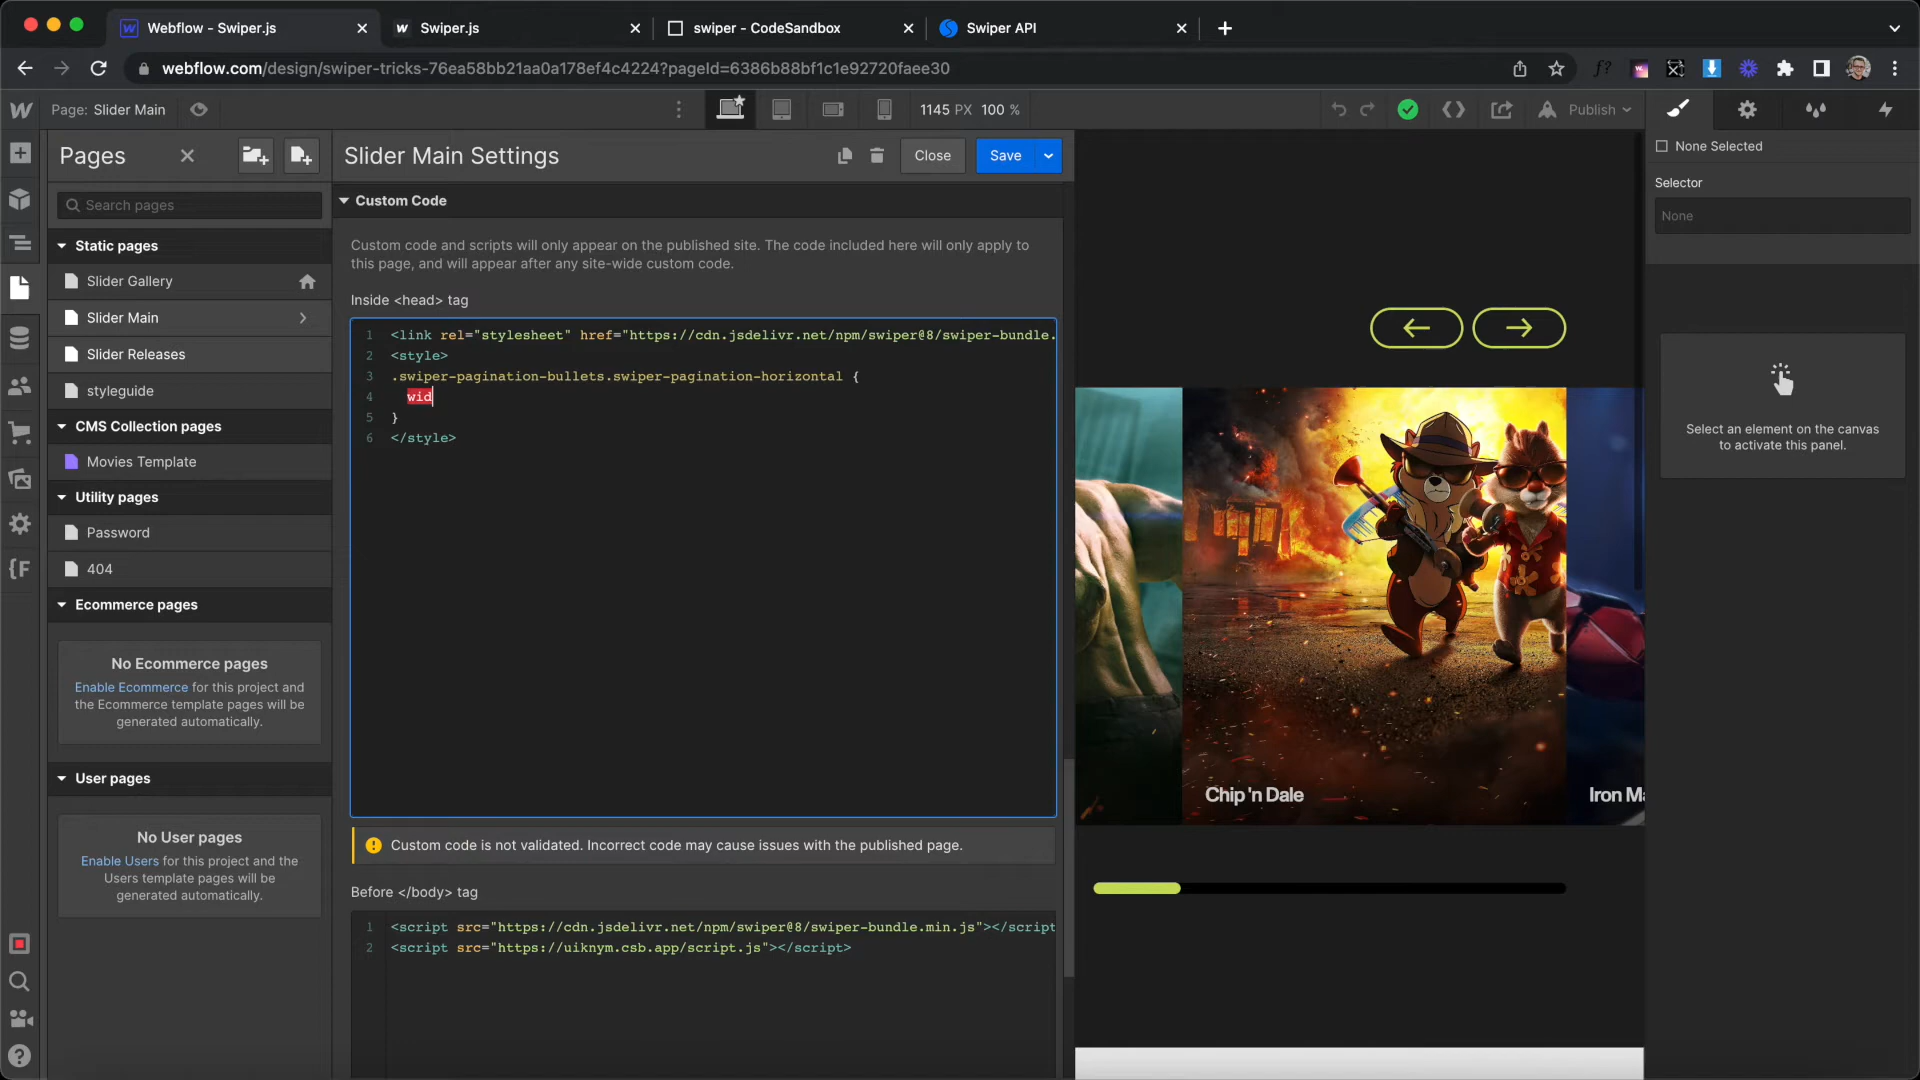 Webflow - Swiper.js
Swiper.js
swiper - CodeSandbox
Swiper API
webflow.com/design/swiper-tricks-76ea58bb21aa0a178ef4c4224?pageId=6386b88bf1c1e92720faee30
f?
Page: Slider Main
1145 PX 100 %
Publish
Pages
Slider Main Settings
Close
Save
None Selected
Search pages
Custom Code
Selector
None
Static pages
Custom code and scripts will only appear on the published site. The code included here will only apply to
this page, and will appear after any site-wide custom code.
Slider Gallery
Inside <head> tag
Slider Main
1 <link rel="stylesheet" href="https://cdn.jsdelivr.net/npm/swiper@8/swiper-bundle.
2 <style>
3 .swiper-pagination-bullets.swiper-pagination-horizontal {
4 wid
5 }
6 </style>
Slider Releases
styleguide
CMS Collection pages
Movies Template
Utility pages
Password
404
Ecommerce pages
No Ecommerce pages
Enable Ecommerce for this project and
the Ecommerce template pages will be
generated automatically.
User pages
No User pages
Enable Users for this project and the
Users template pages will be
generated automatically.
Select an element on the canvas
to activate this panel.
Chip 'n Dale
Iron Ma
Custom code is not validated. Incorrect code may cause issues with the published page.
Before </body> tag
1 <script src="https://cdn.jsdelivr.net/npm/swiper@8/swiper-bundle.min.js"></script
2 <script src="https://uiknym.csb.app/script.js"></script>